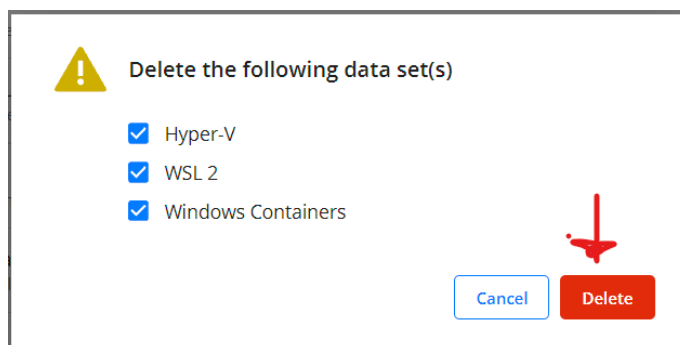 Delete the following data set(s)
Hyper-V
WSL 2
Windows Containers
Cancel
Delete